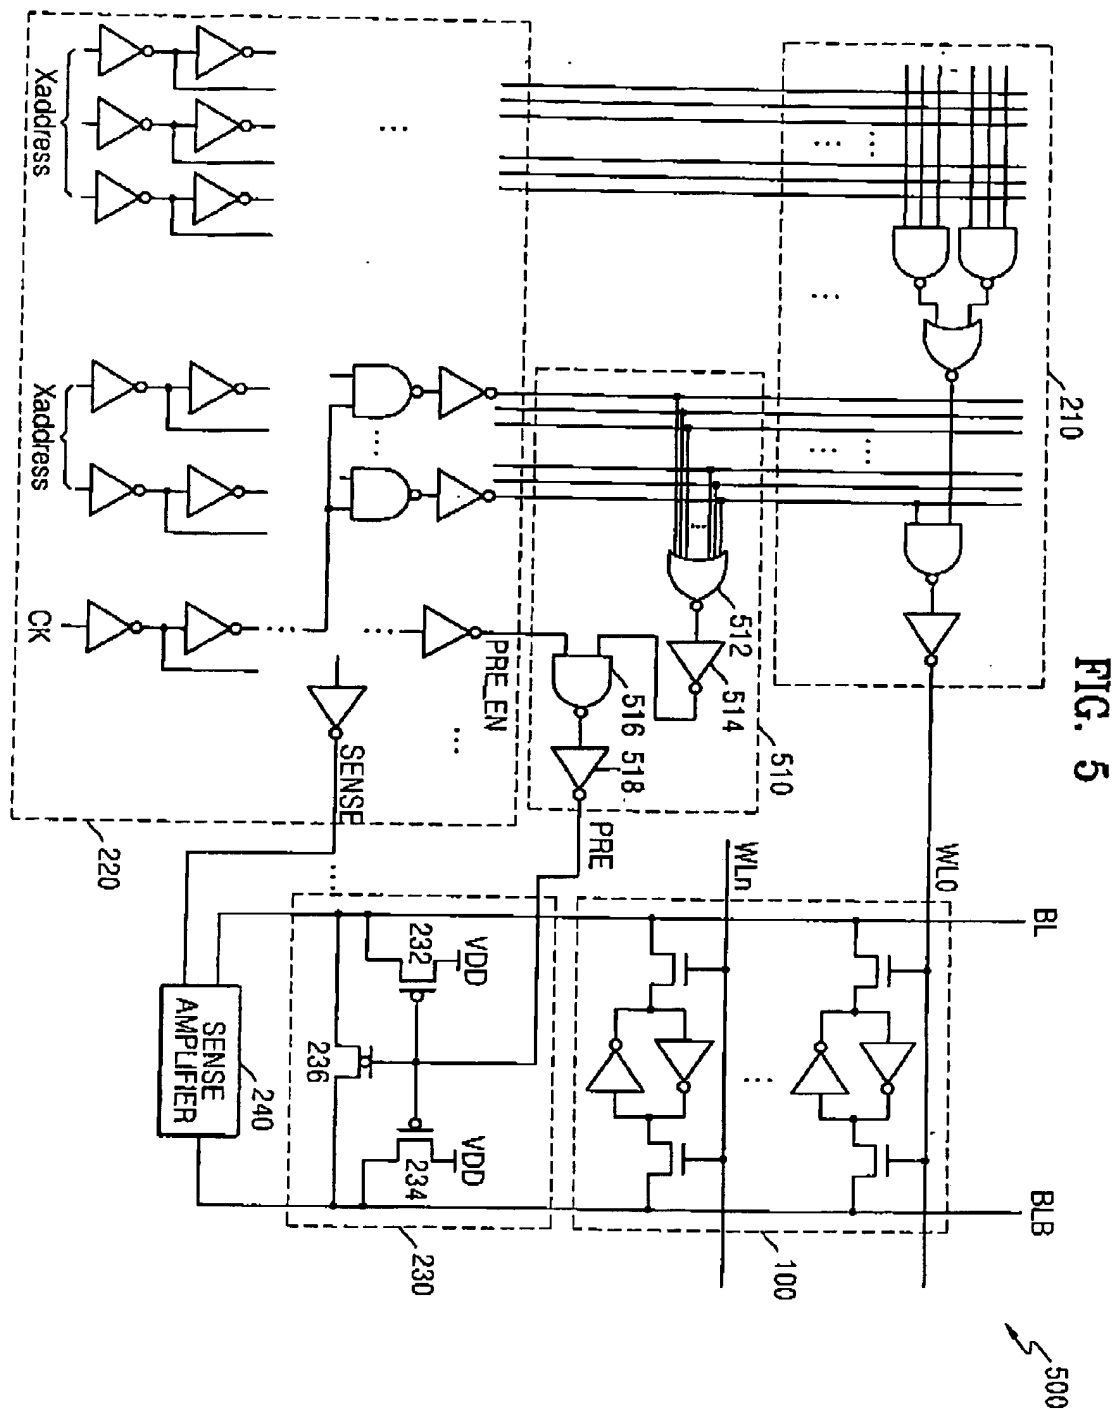 FIG. 5
500
210
WL0
BL
BLB
100
WLn
510
512
514
516
518
PRE
PRE_EN
Xaddress
Xaddress
CK
SENSE
220
VDD
232
VDD
234
236
230
SENSE
AMPLIFIER
240